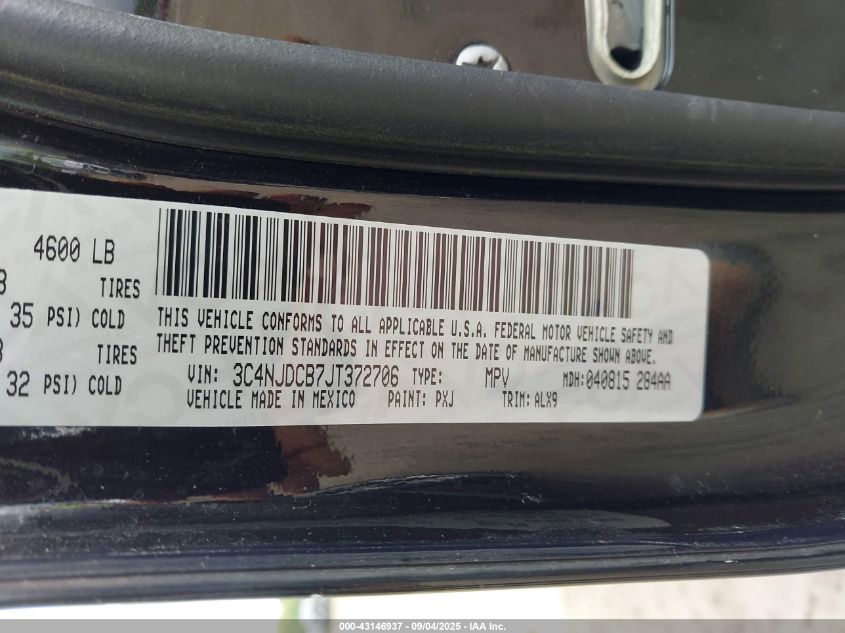 4600 LB
TIRES
35 PSI) COLD
TIRES
32 PSI) COLD
THIS VEHICLE CONFORMS TO ALL APPLICABLE U.S.A. FEDERAL MOTOR VEHICLE SAFETY AND
THEFT PREVENTION STANDARDS IN EFFECT ON THE DATE OF MANUFACTURE SHOWN ABOVE.
VIN: 3C4NJDCB7JT372706 TYPE: MPV MDH:040815 284AA
VEHICLE MADE IN MEXICO PAINT: PXJ TRIM:ALX9
000-43146937 - 09/04/2025 - IAA Inc.